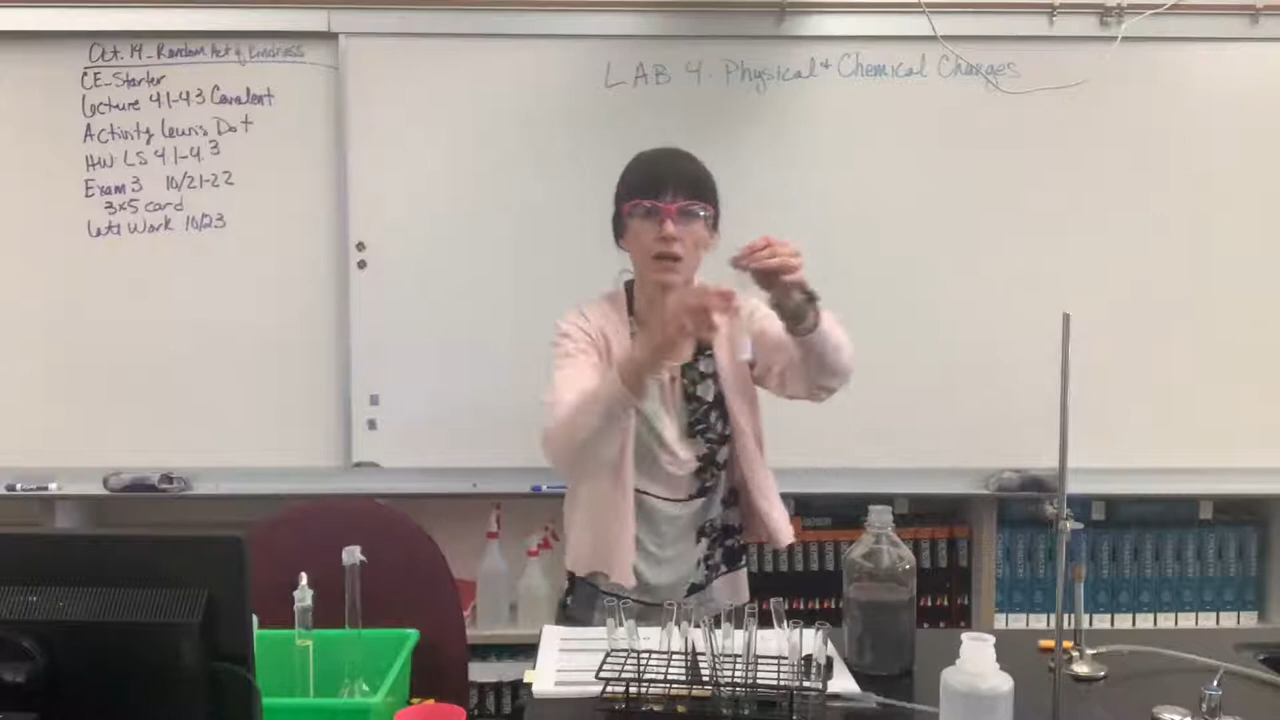 Oct. 14 - Random Act of Kindness
CE-Starter
Lecture 4.1-4.3 Covalent
Activity Lewis Dot
HW LS 4.1-4.3
Exam 3 10/21-22
3x5 card
Late Work 10/23
LAB 4. Physical + Chemical Changes